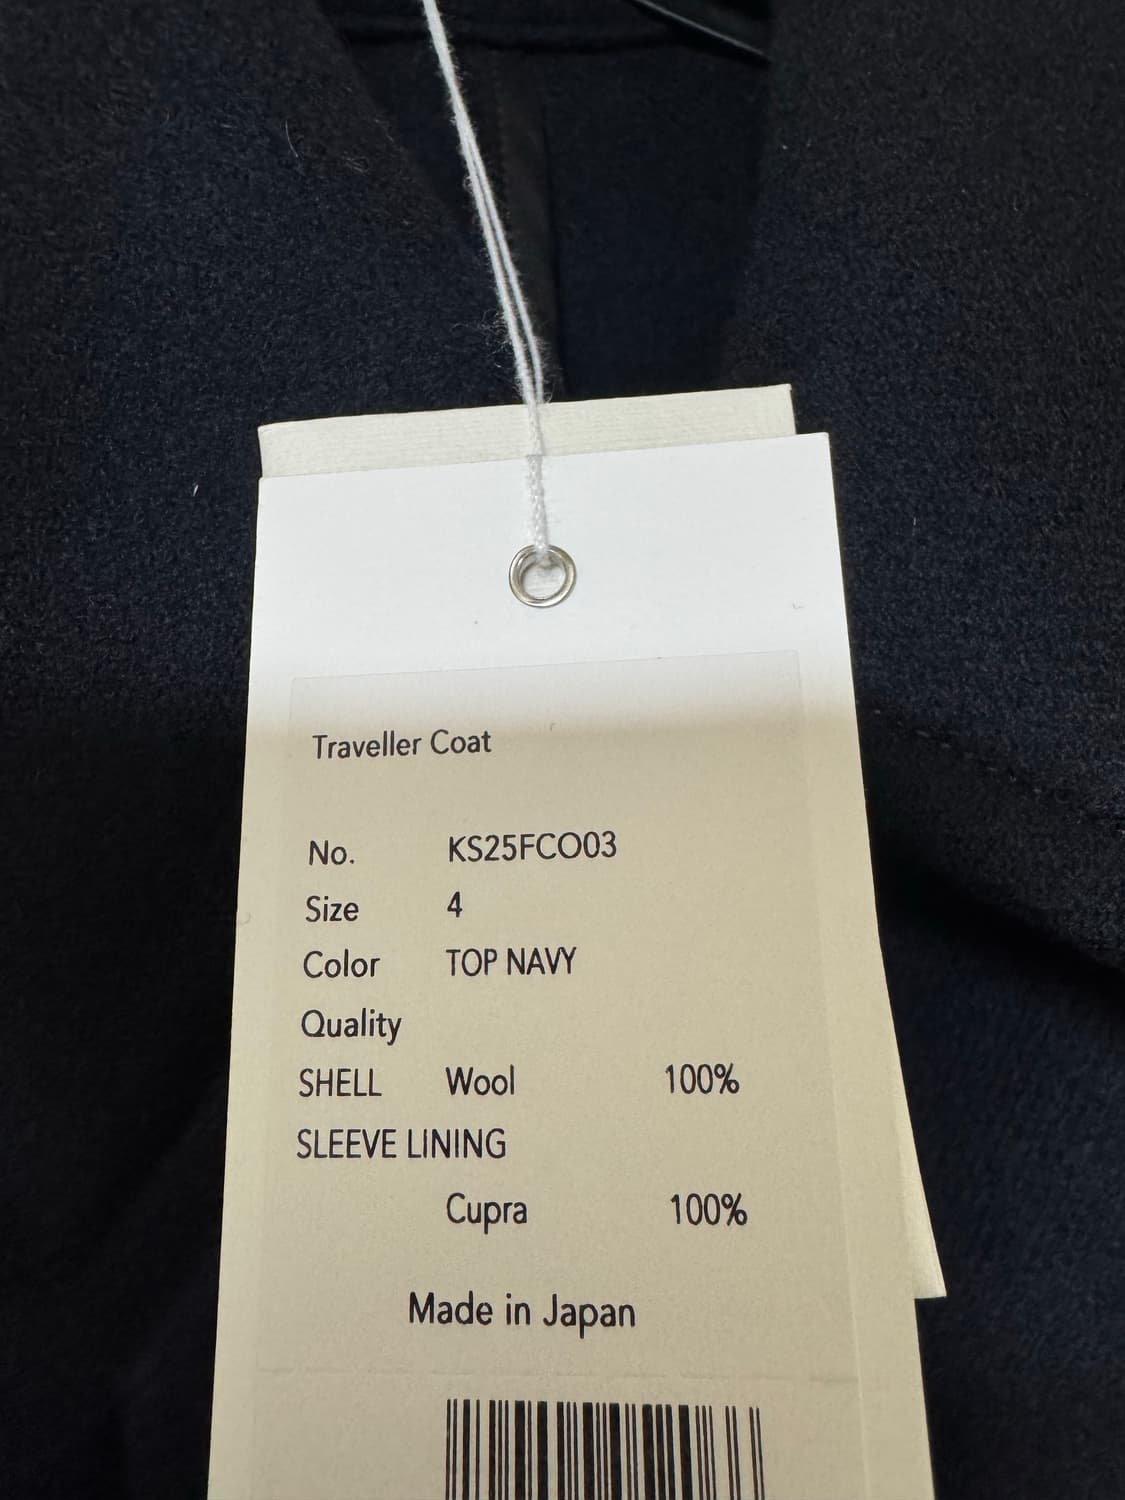 Traveller Coat
No. KS25FCO03
Size 4
Color TOP NAVY
Quality
SHELL Wool 100%
SLEEVE LINING
Cupra 100%
Made in Japan